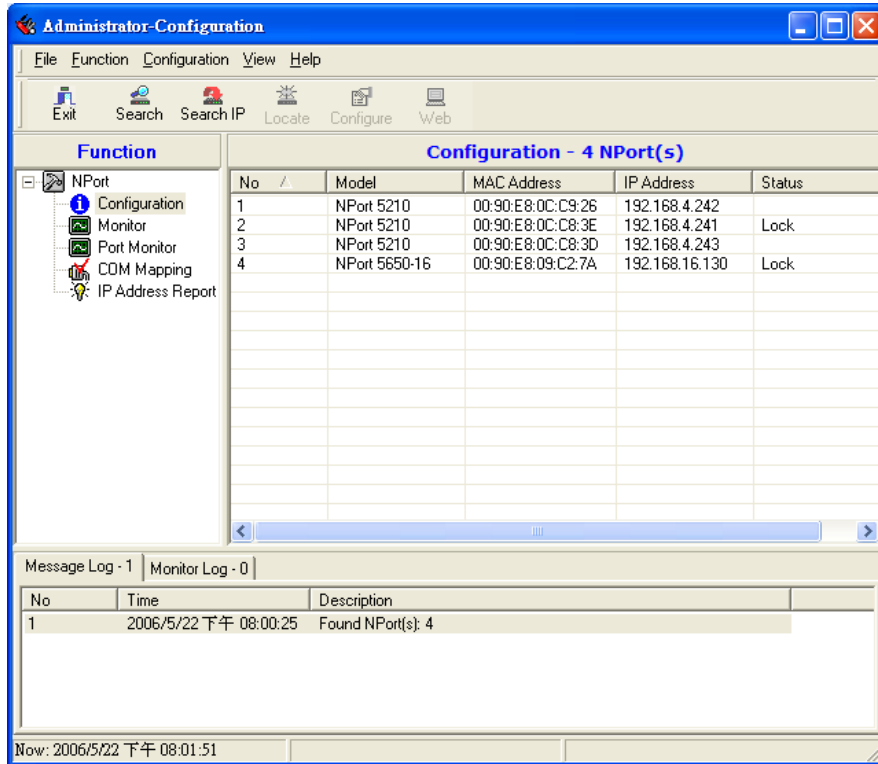 Administrator-Configuration
File Function Configuration View Help
Exit Search Search IP Locate Configure Web
Function
Configuration - 4 NPort(s)
NPort
Configuration
Monitor
Port Monitor
COM Mapping
IP Address Report
No Model MAC Address IP Address Status
1 NPort 5210 00:90:E8:0C:C9:26 192.168.4.242
2 NPort 5210 00:90:E8:0C:C8:3E 192.168.4.241 Lock
3 NPort 5210 00:90:E8:0C:C8:3D 192.168.4.243
4 NPort 5650-16 00:90:E8:09:C2:7A 192.168.16.130 Lock
Message Log - 1 Monitor Log - 0
No Time Description
1 2006/5/22 下午 08:00:25 Found NPort(s): 4
Now: 2006/5/22 下午 08:01:51